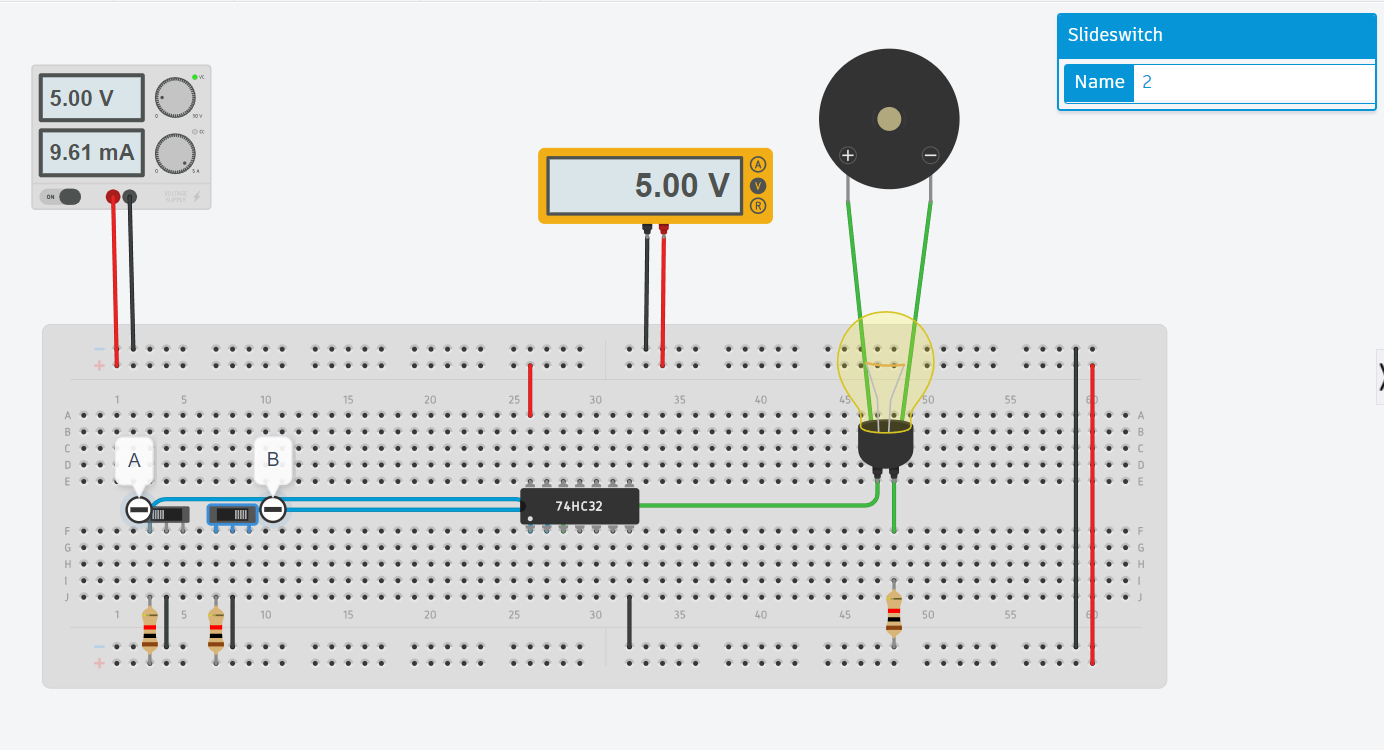 Slideswitch
Name 2
5.00 V
9.61 mA
ON
VOLTAGE
SUPPLY
5.00 V
A
V
R
+ −
− +
1 5 10 15 20 25 30 35 40 45 50 55 60
A A
B B
C C
D D
E E
A
B
74HC32
F F
G G
H H
I I
J J
1 5 10 15 20 25 30 35 40 45 50 55 60
−
+